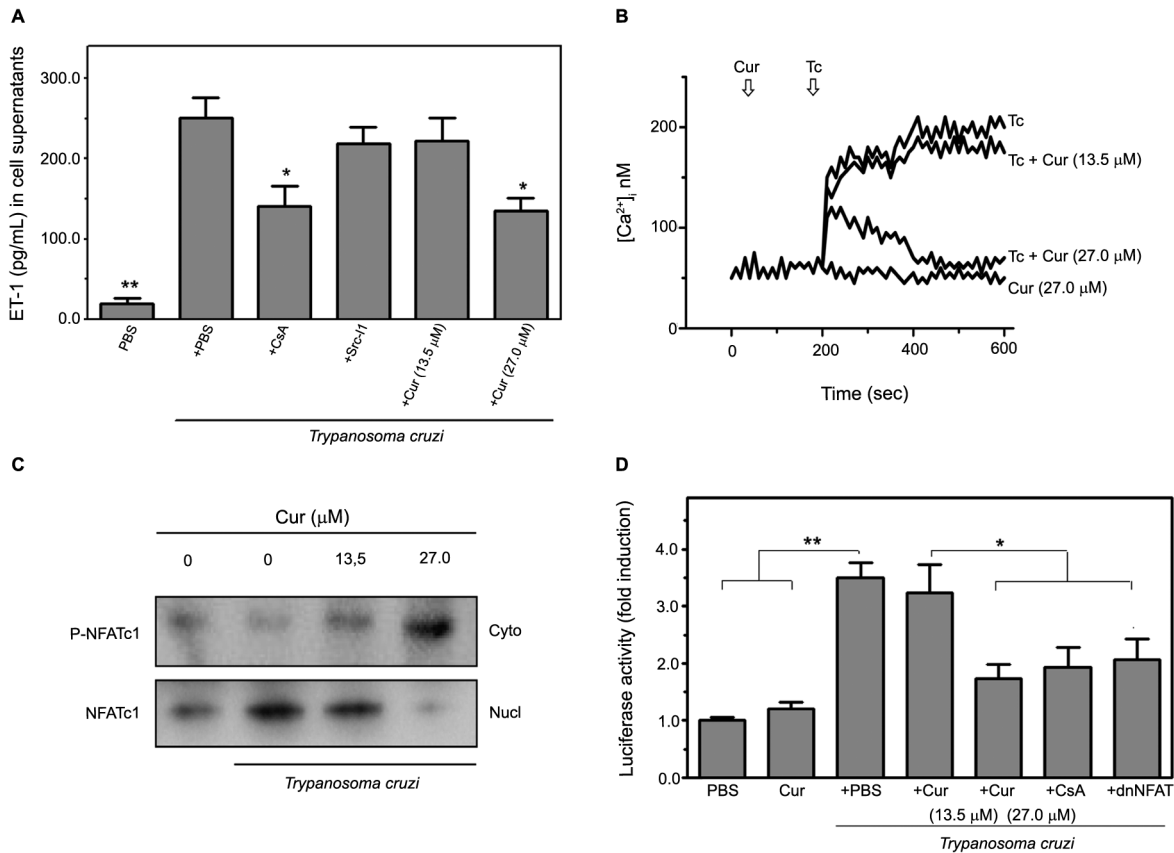 A
ET-1 (pg/mL) in cell supernatants
300.0
200.0
100.0
0.0
**
*
*
PBS
+PBS
+CsA
+Src-I1
+Cur (13.5 μM)
+Cur (27.0 μM)
Trypanosoma cruzi
B
Cur
Tc
[Ca²⁺]ᵢ nM
200
100
0
Tc
Tc + Cur (13.5 μM)
Tc + Cur (27.0 μM)
Cur (27.0 μM)
0 200 400 600
Time (sec)
C
Cur (μM)
0 0 13,5 27.0
P-NFATc1
Cyto
NFATc1
Nucl
Trypanosoma cruzi
D
Luciferase activity (fold induction)
4.0
3.0
2.0
1.0
0.0
**
*
PBS Cur +PBS +Cur +Cur +CsA +dnNFAT
(13.5 μM) (27.0 μM)
Trypanosoma cruzi